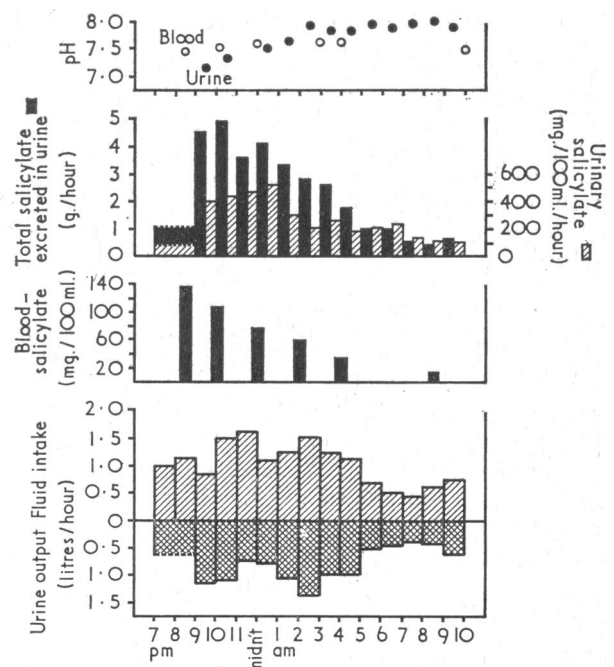 8.0
7.5
7.0
pH
Blood
Urine
Total salicylate
excreted in urine
(g./hour)
5
4
3
2
1
0
600
400
200
0
Urinary
salicylate
(mg./100ml./hour)
Blood-
salicylate
(mg./100ml.)
140
100
60
20
Urine output Fluid intake
(litres/hour)
2.0
1.5
1.0
0.5
0
0.5
1.0
1.5
7 8 9 10 11 midn't 1 2 3 4 5 6 7 8 9 10
pm am